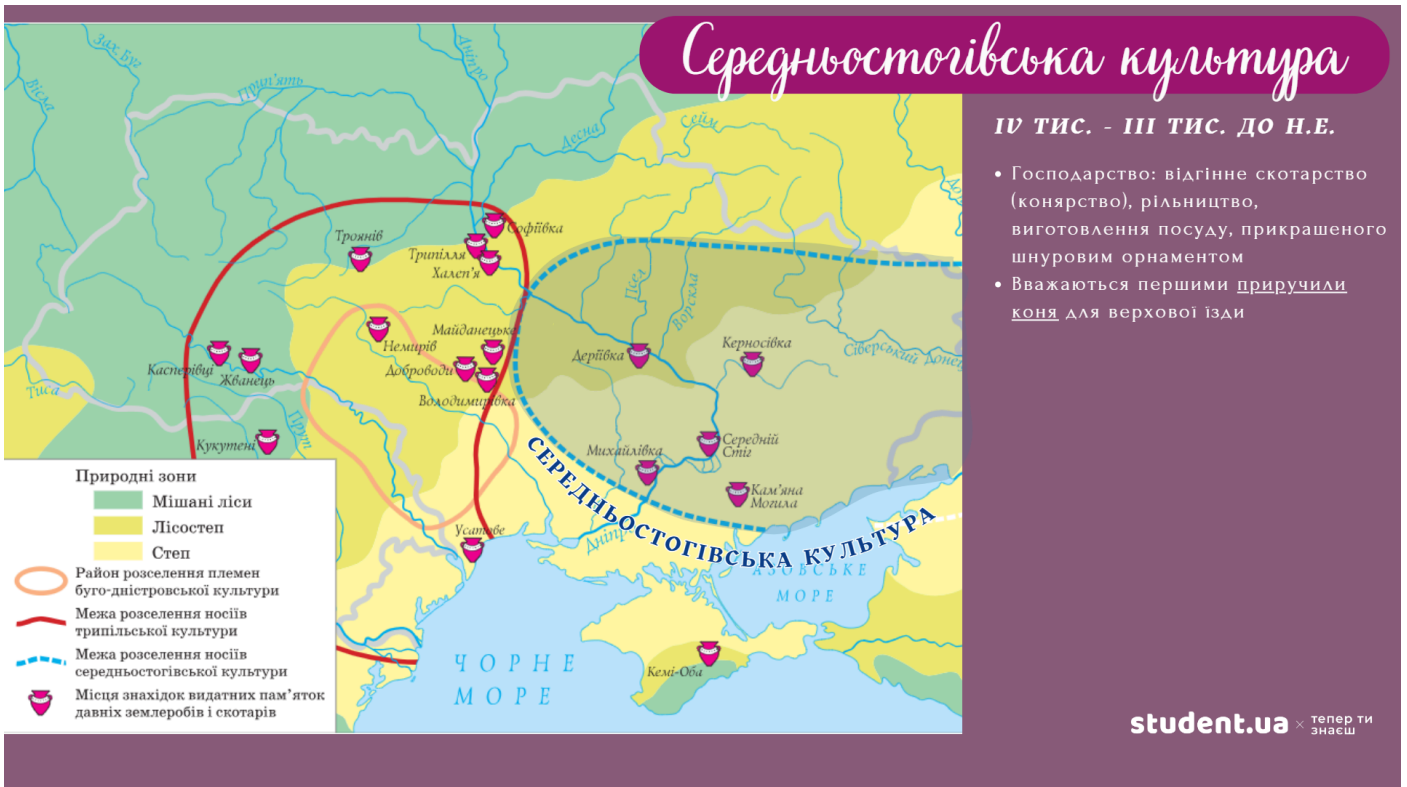 Середньостогівська культура
IV ТИС. - III ТИС. ДО Н.Е.
• Господарство: відгінне скотарство
(конярство), рільництво,
виготовлення посуду, прикрашеного
шнуровим орнаментом
• Вважаються першими приручили
коня для верхової їзди
Зах. Буг
Вісла
Прип'ять
Дніпро
Десна
Сейм
Троянів
Софіївка
Трипілля
Халеп'я
Псел
Ворскла
Майданецьке
Немирів
Доброводи
Володимирівка
Касперівці
Жванець
Тиса
Прут
Кукутені
Деріївка
Керносівка
Сіверський Донець
Михайлівка
Середній
Стіг
Кам'яна
Могила
СЕРЕДНЬОСТОГІВСЬКА КУЛЬТУРА
Усатове
Дніпро
АЗОВСЬКЕ
МОРЕ
ЧОРНЕ
МОРЕ
Кемі-Оба
Природні зони
Мішані ліси
Лісостеп
Степ
Район розселення племен
буго-дністровської культури
Межа розселення носіїв
трипільської культури
Межа розселення носіїв
середньостогівської культури
Місця знахідок видатних пам'яток
давніх землеробів і скотарів
student.ua × тепер ти
знаєш